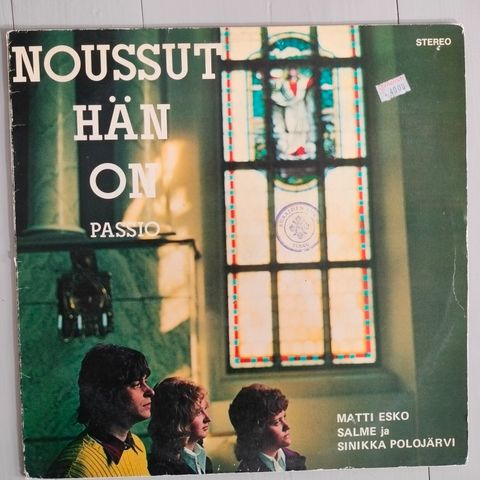 NOUSSUT
HÄN
ON
PASSIO
STEREO
MATTI ESKO
SALME ja
SINIKKA POLOJÄRVI